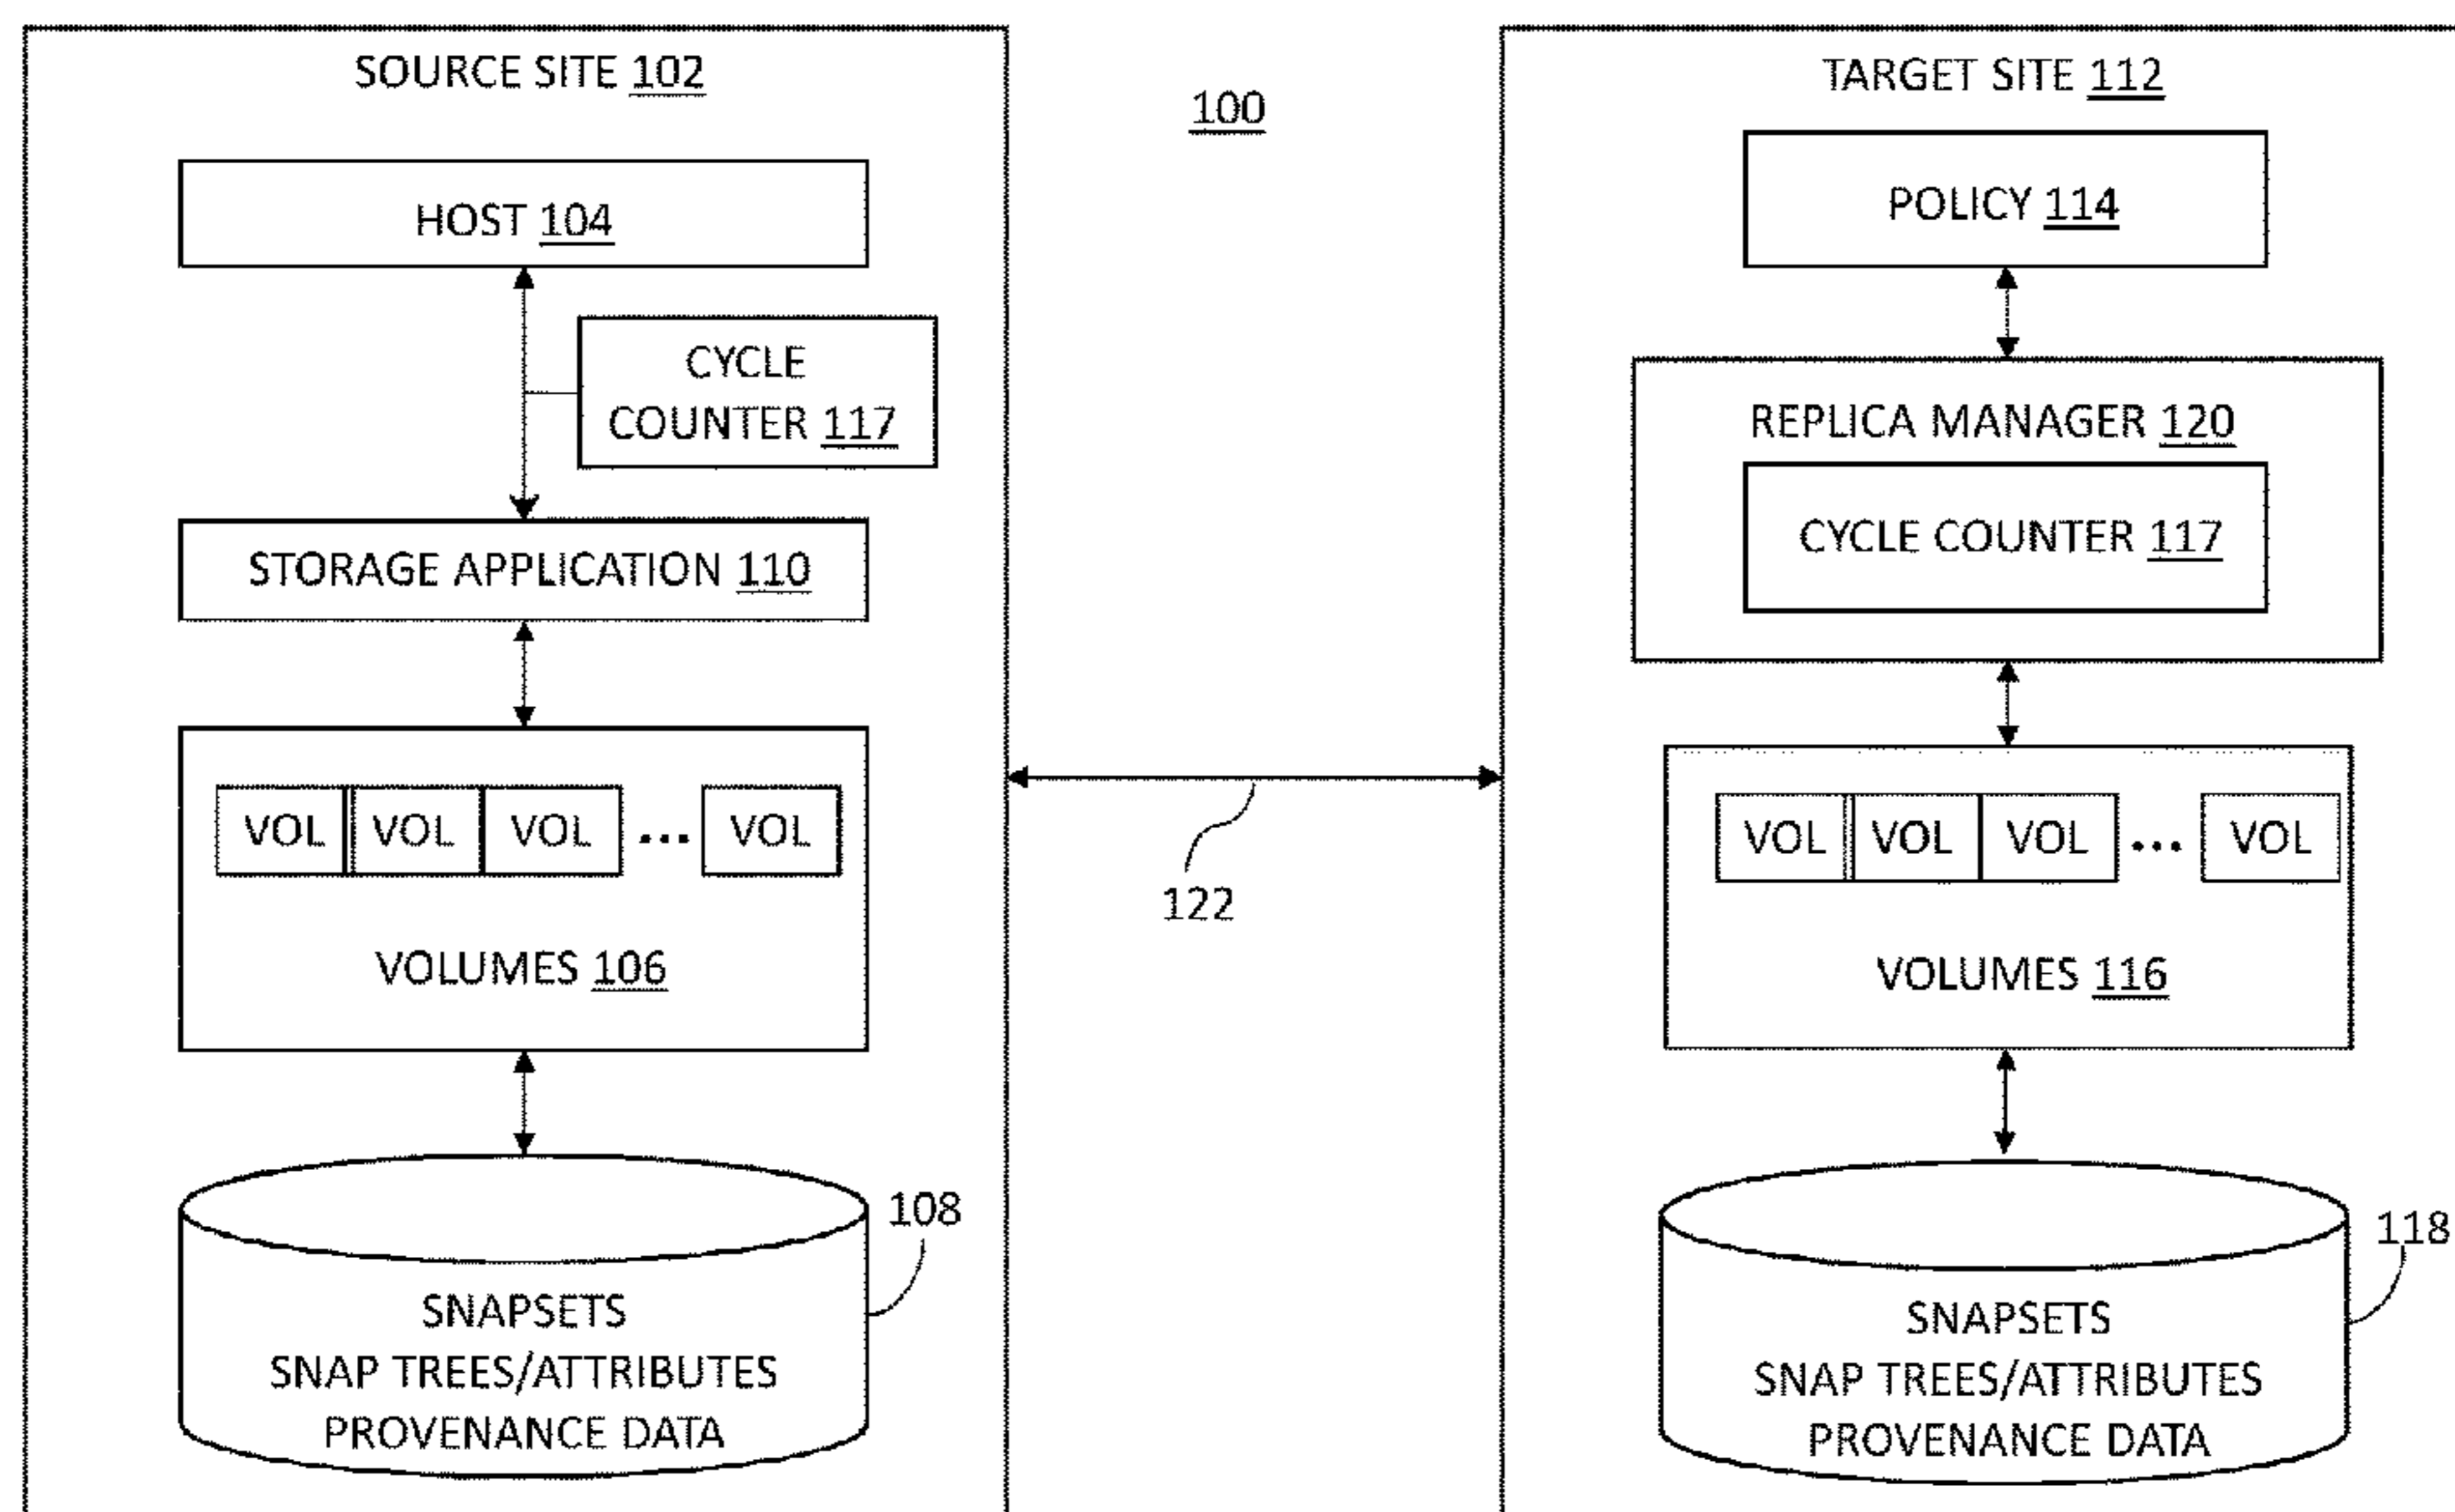 SOURCE SITE 102
HOST 104
CYCLE
COUNTER 117
STORAGE APPLICATION 110
VOL VOL VOL ... VOL
VOLUMES 106
108
SNAPSETS
SNAP TREES/ATTRIBUTES
PROVENANCE DATA
100
122
TARGET SITE 112
POLICY 114
REPLICA MANAGER 120
CYCLE COUNTER 117
VOL VOL VOL ... VOL
VOLUMES 116
118
SNAPSETS
SNAP TREES/ATTRIBUTES
PROVENANCE DATA